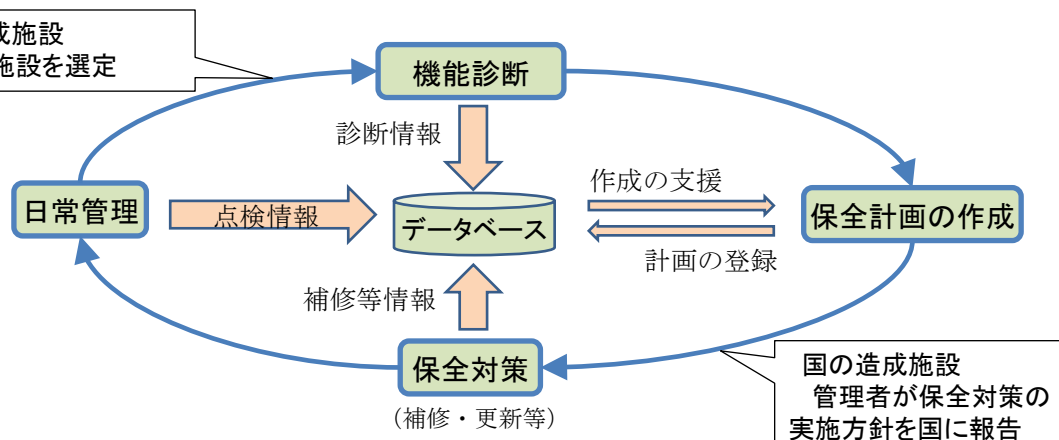 成施設
施設を選定
機能診断
診断情報
作成の支援
日常管理
点検情報
データベース
保全計画の作成
計画の登録
補修等情報
保全対策
（補修・更新等）
国の造成施設
管理者が保全対策の
実施方針を国に報告